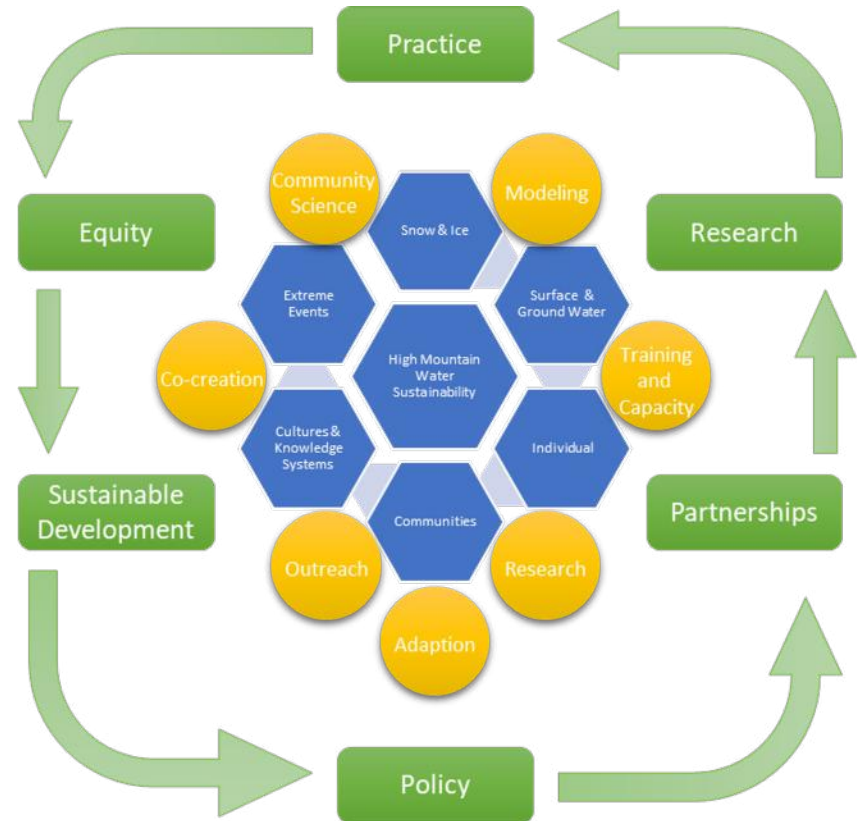 Practice
Community
Science
Modeling
Snow & Ice
Equity
Research
Extreme
Events
Surface &
Ground Water
High Mountain
Water
Sustainability
Co-creation
Training
and
Capacity
Cultures &
Knowledge
Systems
Individual
Sustainable
Development
Partnerships
Communities
Outreach
Research
Adaption
Policy